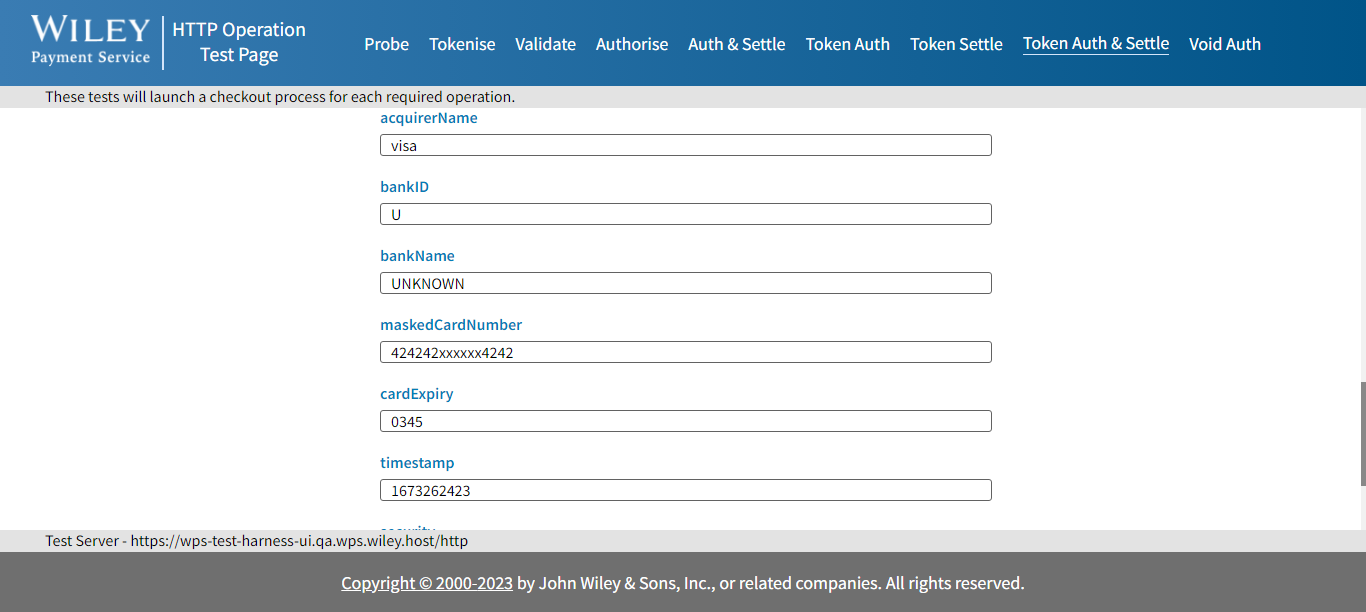 WILEY
Payment Service
HTTP Operation
Test Page
Probe Tokenise Validate Authorise Auth & Settle Token Auth Token Settle Token Auth & Settle Void Auth
These tests will launch a checkout process for each required operation.
acquirerName
visa
bankID
U
bankName
UNKNOWN
maskedCardNumber
424242xxxxxx4242
cardExpiry
0345
timestamp
1673262423
security
Test Server - https://wps-test-harness-ui.qa.wps.wiley.host/http
Copyright © 2000-2023 by John Wiley & Sons, Inc., or related companies. All rights reserved.